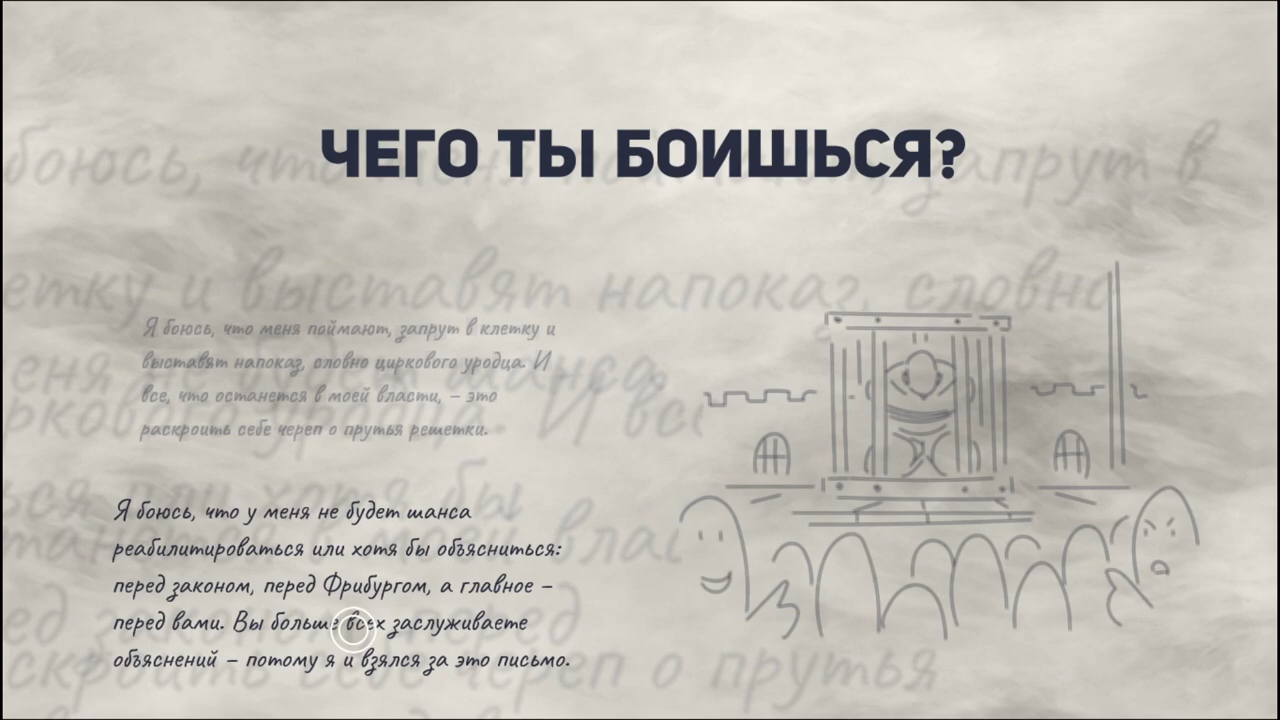 ЧЕГО ТЫ БОИШЬСЯ?
Я боюсь, что меня поймают, запрут в клетку и
выставят напоказ, словно циркового уродца. И
все, что останется в моей власти, – это
раскроить себе череп о прутья решетки.
Я боюсь, что у меня не будет шанса
реабилитироваться или хотя бы объясниться:
перед законом, перед Фрибургом, а главное –
перед вами. Вы больше всех заслуживаете
объяснений – потому я и взялся за это письмо.